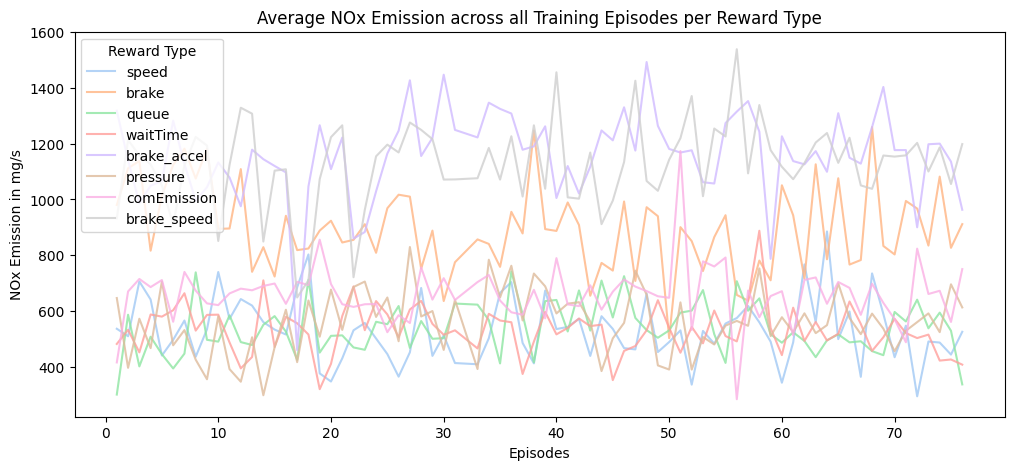 Average NOx Emission across all Training Episodes per Reward Type
NOx Emission in mg/s
1600
1400
1200
1000
800
600
400
Reward Type
speed
brake
queue
waitTime
brake_accel
pressure
comEmission
brake_speed
0 10 20 30 40 50 60 70
Episodes